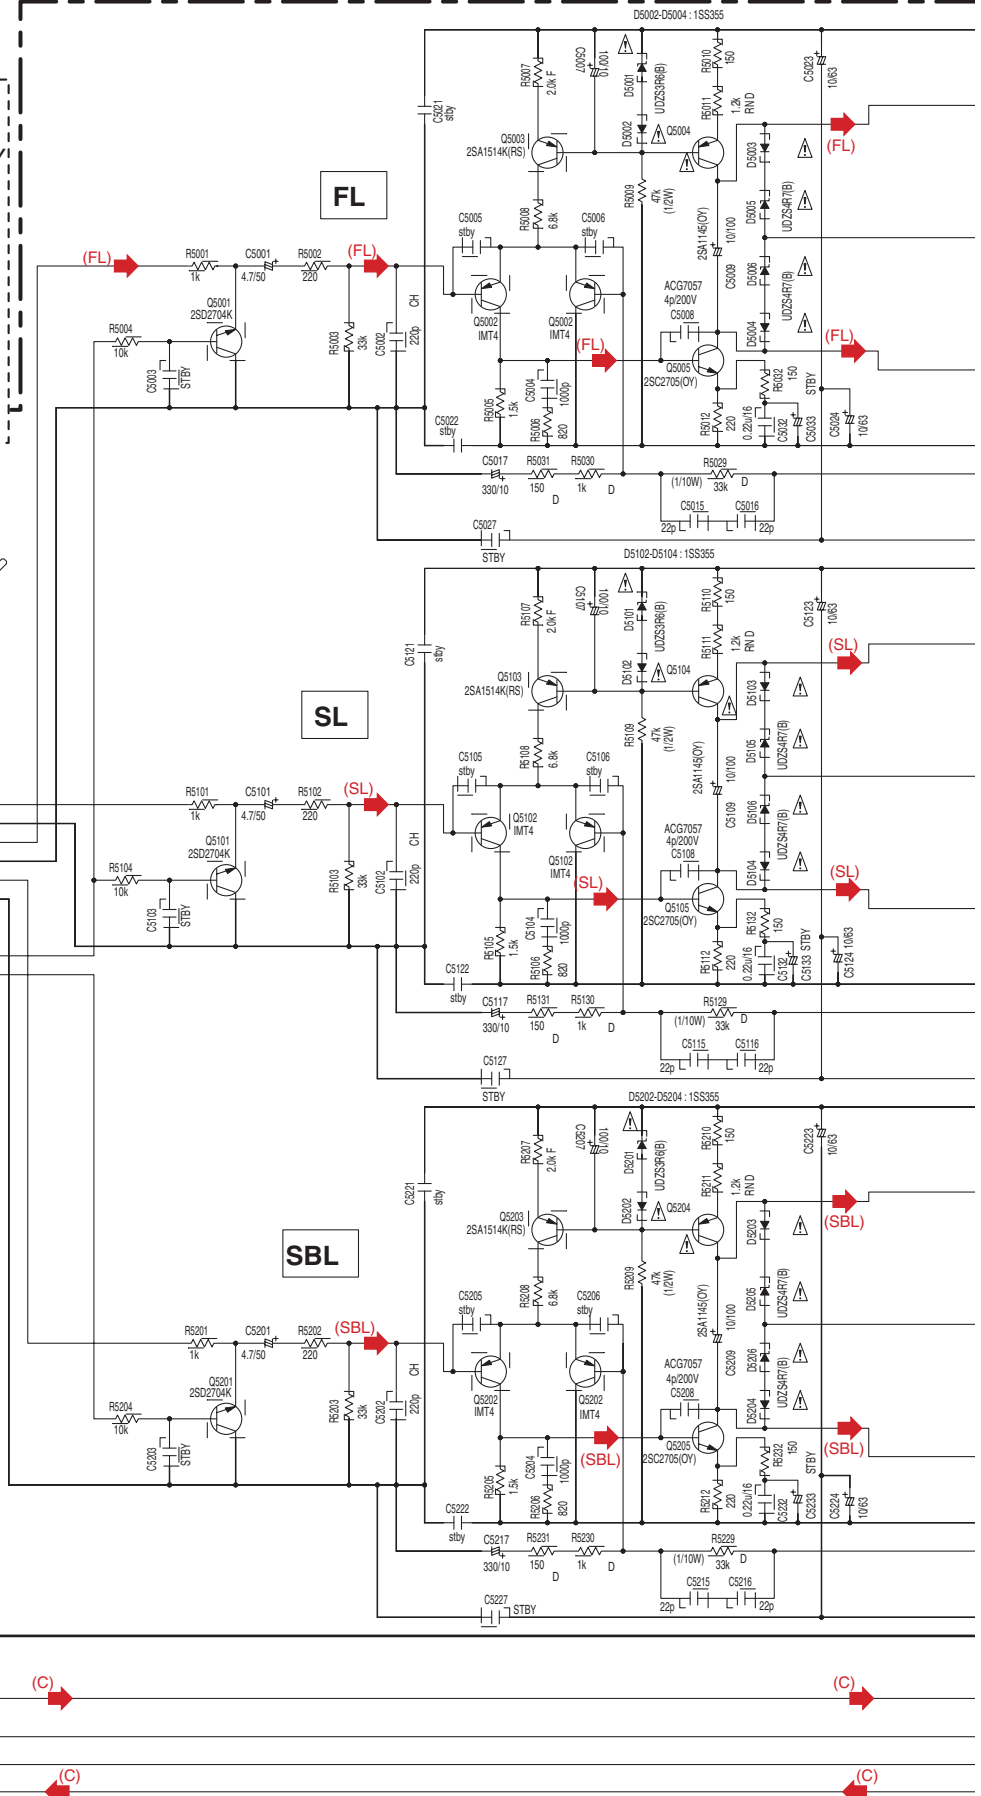 D5002-D5004 : 1SS355
R5007
2.0k F
C5007
100/10
D5001
UDZS3R6(B)
R5010
150
C5023
10/63
C5021
stby
R5011
1.2k
RN D
Q5003
2SA1514K(RS)
D5002
Q5004
(FL)
D5003
FL
R5008
6.8k
R5009
47k
(1/2W)
D5005
UDZS4R7(B)
C5005
stby
C5006
stby
2SA1145(OY)
10/100
C5009
(FL)
R5001
1k
C5001
4.7/50
R5002
220
(FL)
D5006
UDZS4R7(B)
Q5001
2SD2704K
CH
ACG7057
4p/200V
C5008
R5004
10k
R5003
33k
C5002
220p
Q5002
IMT4
Q5002
IMT4
(FL)
D5004
(FL)
C5003
STBY
Q5005
2SC2705(OY)
R5005
1.5k
C5004
1000p
R5006
820
R5032
150
STBY
R5012
220
0.22u/16
C5032
C5033
C5024
10/63
C5022
stby
C5017
330/10
R5031
150
D
R5030
1k
D
R5029
(1/10W)
33k
D
C5015
22p
C5016
22p
C5027
STBY
D5102-D5104 : 1SS355
R5107
2.0k F
C5107
100/10
D5101
UDZS3R6(B)
R5110
150
C5123
10/63
C5121
stby
R5111
1.2k
RN D
Q5103
2SA1514K(RS)
D5102
Q5104
(SL)
D5103
SL
R5108
6.8k
R5109
47k
(1/2W)
D5105
UDZS4R7(B)
C5105
stby
C5106
stby
2SA1145(OY)
10/100
C5109
R5101
1k
C5101
4.7/50
R5102
220
(SL)
D5106
UDZS4R7(B)
Q5101
2SD2704K
CH
Q5102
IMT4
Q5102
IMT4
ACG7057
4p/200V
C5108
R5104
10k
R5103
33k
C5102
220p
(SL)
D5104
(SL)
C5103
STBY
Q5105
2SC2705(OY)
R5105
1.5k
C5104
1000p
R5106
820
R5132
150
R5112
220
0.22u/16
C5132
C5133 STBY
C5124 10/63
C5122
stby
C5117
330/10
R5131
150
D
R5130
1k
D
R5129
(1/10W)
33k
D
C5115
22p
C5116
22p
C5127
STBY
D5202-D5204 : 1SS355
R5207
2.0k F
C5207
100/10
D5201
UDZS3R6(B)
R5210
150
C5223
10/63
C5221
stby
R5211
1.2k
RN D
Q5203
2SA1514K(RS)
D5202
Q5204
(SBL)
D5203
SBL
R5208
6.8k
R5209
47k
(1/2W)
D5205
UDZS4R7(B)
C5205
stby
C5206
stby
2SA1145(OY)
10/100
C5209
R5201
1k
C5201
4.7/50
R5202
220
(SBL)
D5206
UDZS4R7(B)
Q5201
2SD2704K
CH
ACG7057
4p/200V
C5208
R5204
10k
R5203
33k
C5202
220p
Q5202
IMT4
Q5202
IMT4
(SBL)
D5204
(SBL)
C5203
STBY
Q5205
2SC2705(OY)
R5205
1.5k
C5204
1000p
R5206
820
R5232
150
STBY
R5212
220
0.22u/16
C5232
C5233
C5224
10/63
C5222
stby
C5217
330/10
R5231
150
D
R5230
1k
D
R5229
(1/10W)
33k
D
C5215
22p
C5216
22p
C5227
STBY
(C)
(C)
(C)
(C)